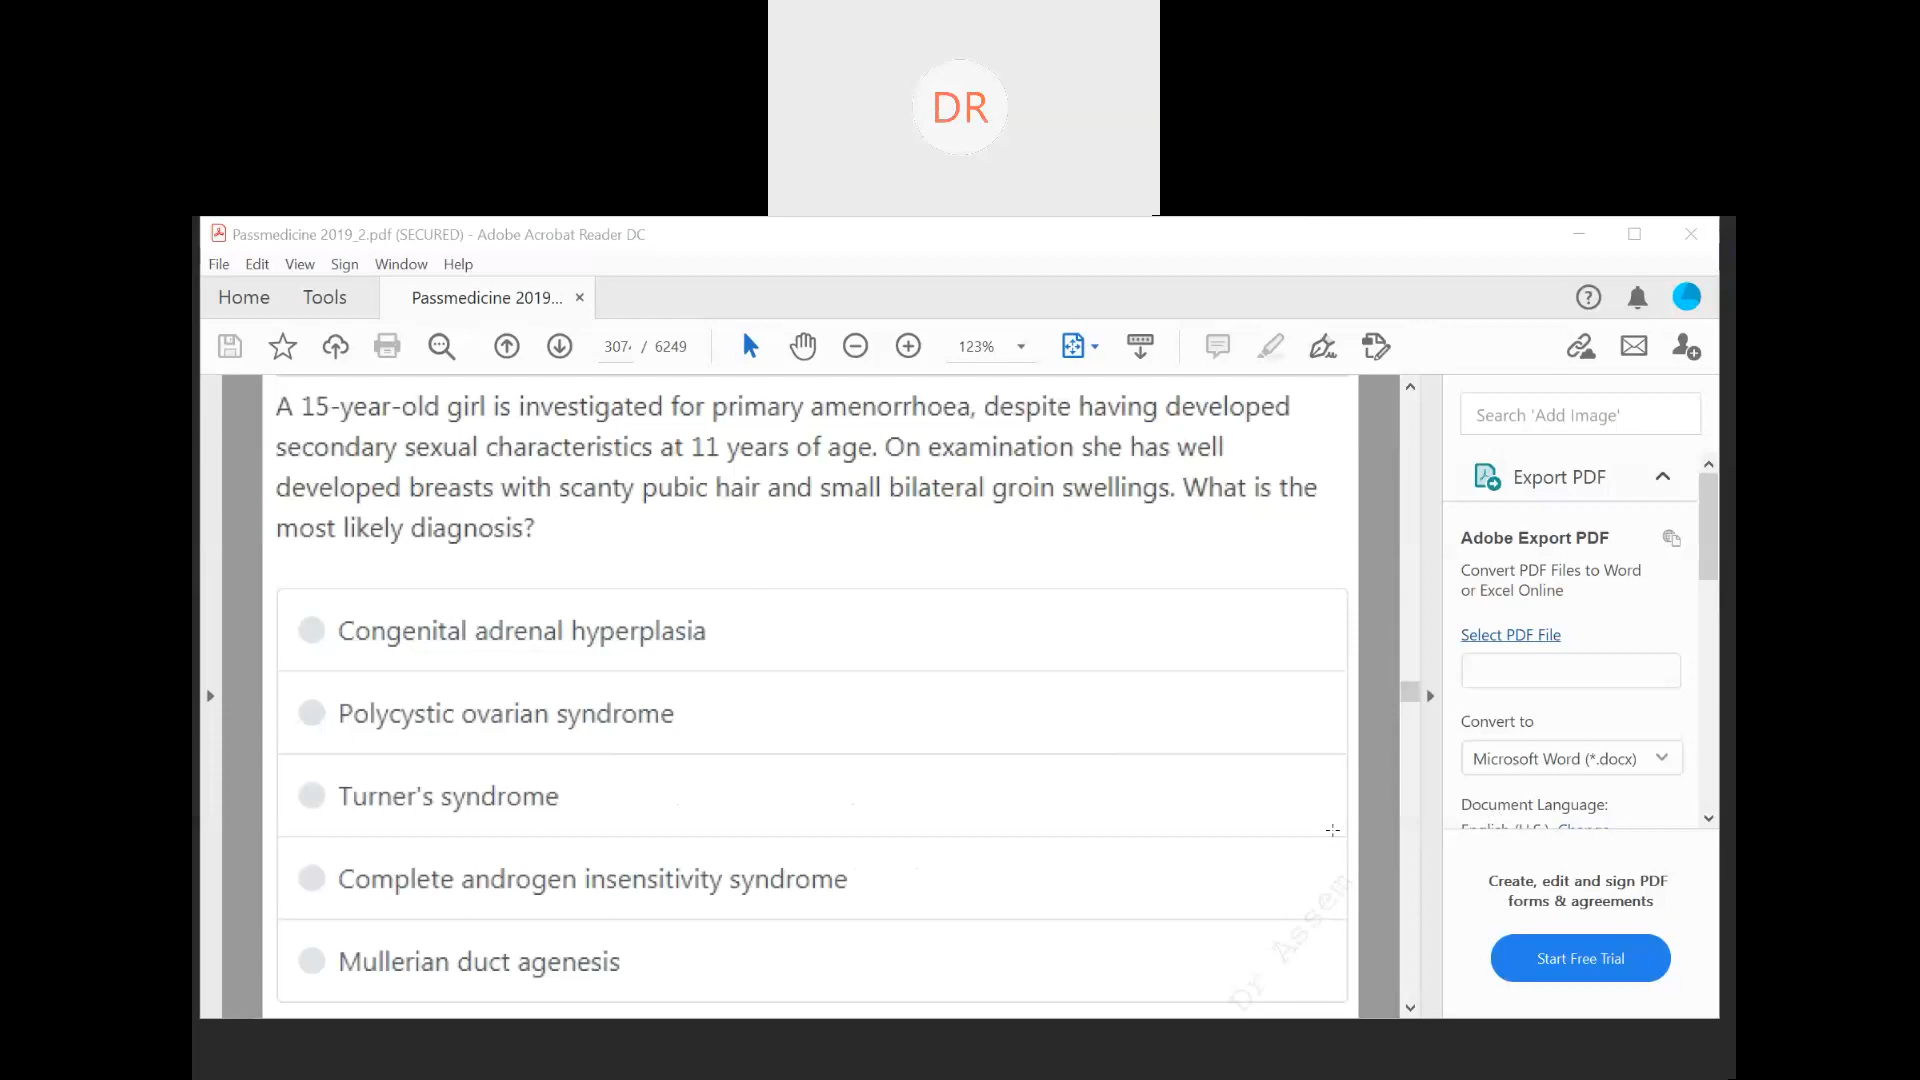 DR
Passmedicine 2019_2.pdf (SECURED) - Adobe Acrobat Reader DC
File Edit View Sign Window Help
Home Tools Passmedicine 2019... ×
/ 6249 123%
A 15-year-old girl is investigated for primary amenorrhoea, despite having developed
secondary sexual characteristics at 11 years of age. On examination she has well
developed breasts with scanty pubic hair and small bilateral groin swellings. What is the
most likely diagnosis?
Congenital adrenal hyperplasia
Polycystic ovarian syndrome
Turner's syndrome
Complete androgen insensitivity syndrome
Mullerian duct agenesis
Dr Assem
Search 'Add Image'
Export PDF
Adobe Export PDF
Convert PDF Files to Word
or Excel Online
Select PDF File
Convert to
Microsoft Word (*.docx)
Document Language:
English (U.S.) Change
Create, edit and sign PDF
forms & agreements
Start Free Trial